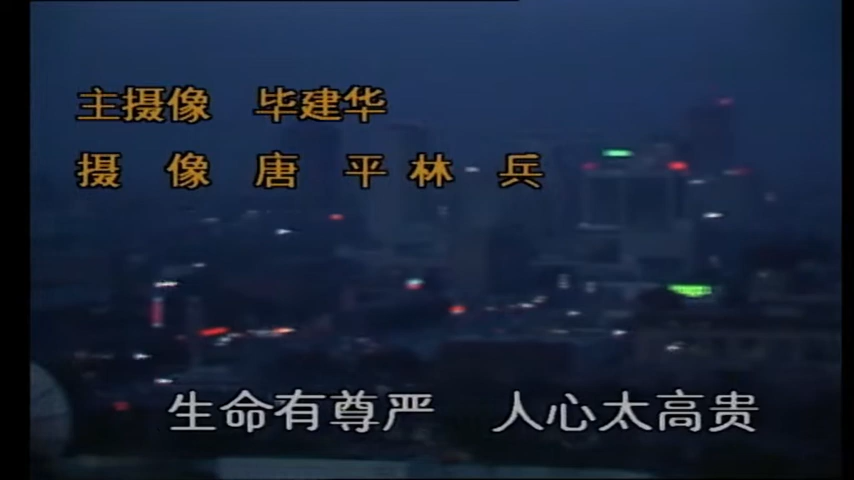 主摄像 毕建华
摄 像 唐 平 林 兵
生命有尊严 人心太高贵